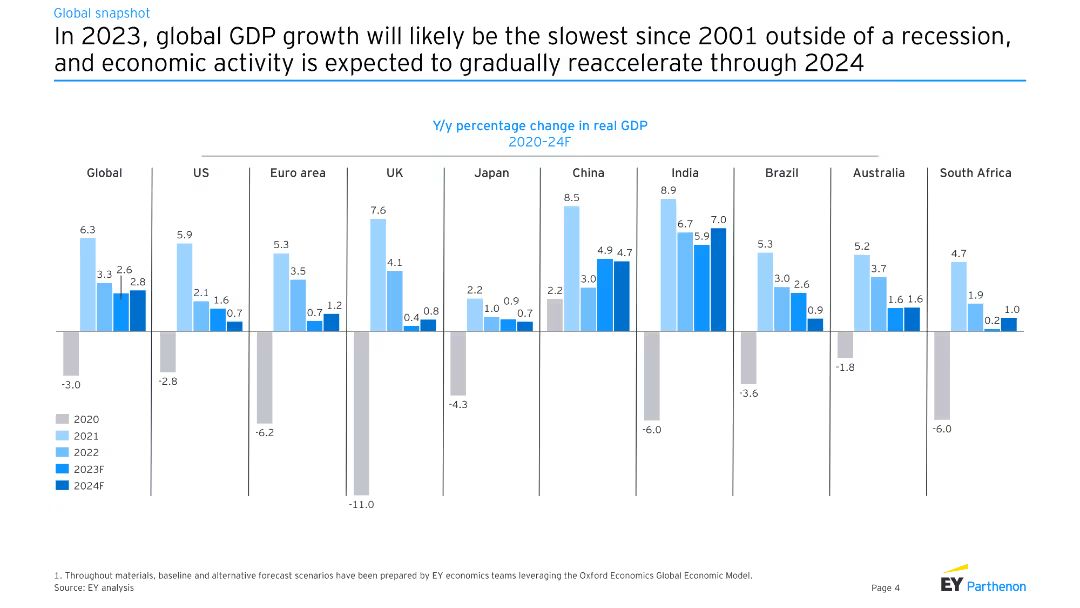 Global snapshot
In 2023, global GDP growth will likely be the slowest since 2001 outside of a recession,
and economic activity is expected to gradually reaccelerate through 2024
Y/y percentage change in real GDP
2020–24F
Global
US
Euro area
UK
Japan
China
India
Brazil
Australia
South Africa
-3.0
6.3
3.3
2.6
2.8
-2.8
5.9
2.1
1.6
0.7
-6.2
5.3
3.5
0.7
1.2
-11.0
7.6
4.1
0.4
0.8
-4.3
2.2
1.0
0.9
0.7
2.2
8.5
3.0
4.9
4.7
-6.0
8.9
6.7
5.9
7.0
-3.6
5.3
3.0
2.6
0.9
-1.8
5.2
3.7
1.6
1.6
-6.0
4.7
1.9
0.2
1.0
2020
2021
2022
2023F
2024F
1. Throughout materials, baseline and alternative forecast scenarios have been prepared by EY economics teams leveraging the Oxford Economics Global Economic Model.
Source: EY analysis
Page 4
EY Parthenon